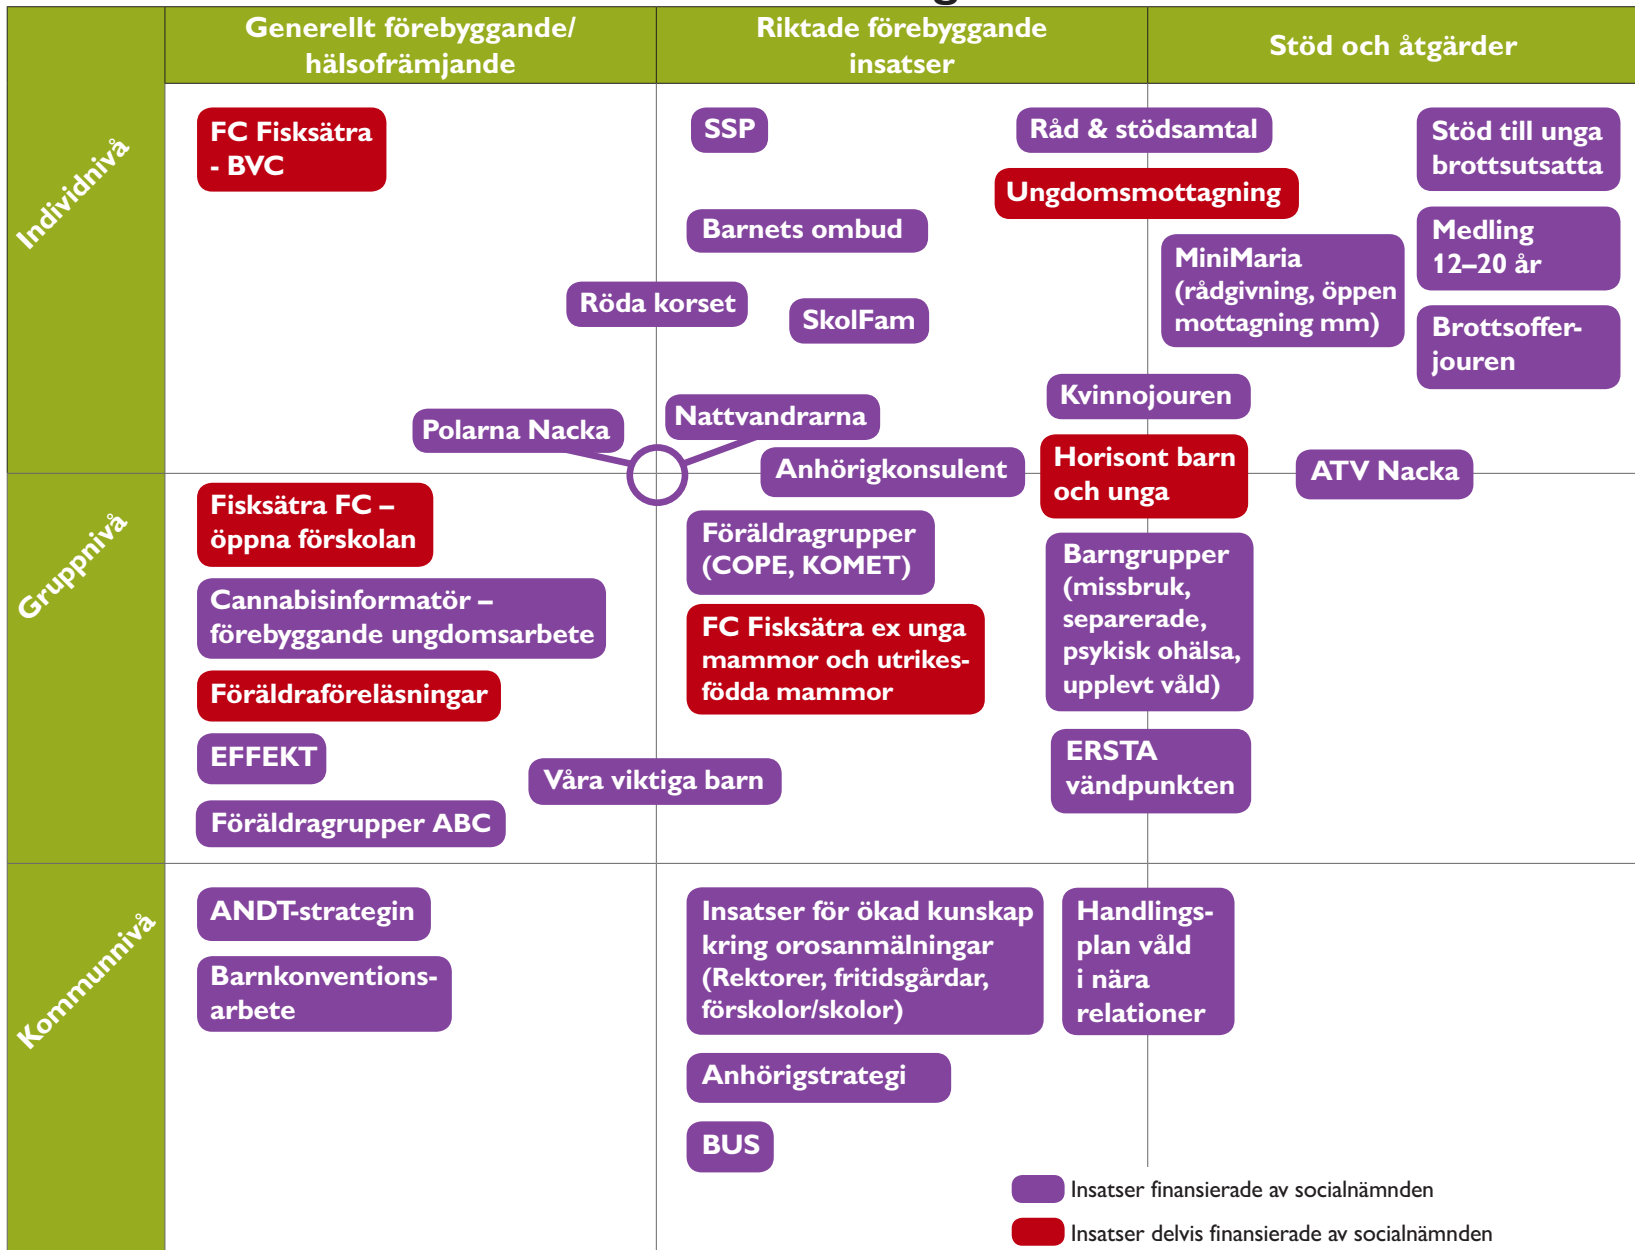 Generellt förebyggande/
hälsofrämjande
Riktade förebyggande
insatser
Stöd och åtgärder
Individnivå
FC Fisksätra
- BVC
SSP
Råd & stödsamtal
Stöd till unga
brottsutsatta
Ungdomsmottagning
Barnets ombud
Medling
12–20 år
MiniMaria
(rådgivning, öppen
mottagning mm)
Röda korset
SkolFam
Brottsoffer-
jouren
Kvinnojouren
Polarna Nacka
Nattvandrarna
Anhörigkonsulent
Horisont barn
och unga
ATV Nacka
Gruppnivå
Fisksätra FC –
öppna förskolan
Cannabisinformatör –
förebyggande ungdomsarbete
Föräldraföreläsningar
EFFEKT
Föräldragrupper ABC
Våra viktiga barn
Föräldragrupper
(COPE, KOMET)
FC Fisksätra ex unga
mammor och utrikes-
födda mammor
Barngrupper
(missbruk,
separerade,
psykisk ohälsa,
upplevt våld)
ERSTA
vändpunkten
Kommunnivå
ANDT-strategin
Barnkonventions-
arbete
Insatser för ökad kunskap
kring orosanmälningar
(Rektorer, fritidsgårdar,
förskolor/skolor)
Anhörigstrategi
BUS
Handlings-
plan våld
i nära
relationer
Insatser finansierade av socialnämnden
Insatser delvis finansierade av socialnämnden